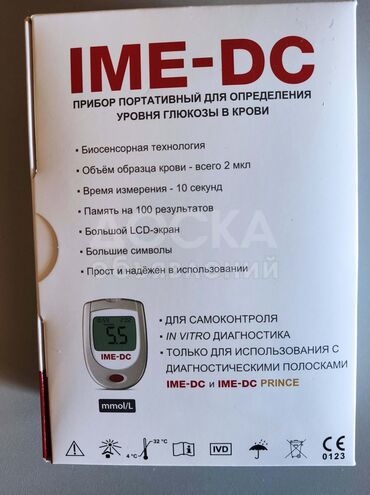 IME-DC
ПРИБОР ПОРТАТИВНЫЙ ДЛЯ ОПРЕДЕЛЕНИЯ
УРОВНЯ ГЛЮКОЗЫ В КРОВИ
• Биосенсорная технология
• Объём образца крови - всего 2 мкл
• Время измерения - 10 секунд
• Память на 100 результатов
• Большой LCD-экран
• Большие символы
• Прост и надёжен в использовании
ДОСКА
объявлений
5.5
IME-DC
mmol/L
• ДЛЯ САМОКОНТРОЛЯ
• IN VITRO ДИАГНОСТИКА
• ТОЛЬКО ДЛЯ ИСПОЛЬЗОВАНИЯ С
ДИАГНОСТИЧЕСКИМИ ПОЛОСКАМИ
IME-DC и IME-DC PRINCE
4°C 32 °C IVD CE
0123